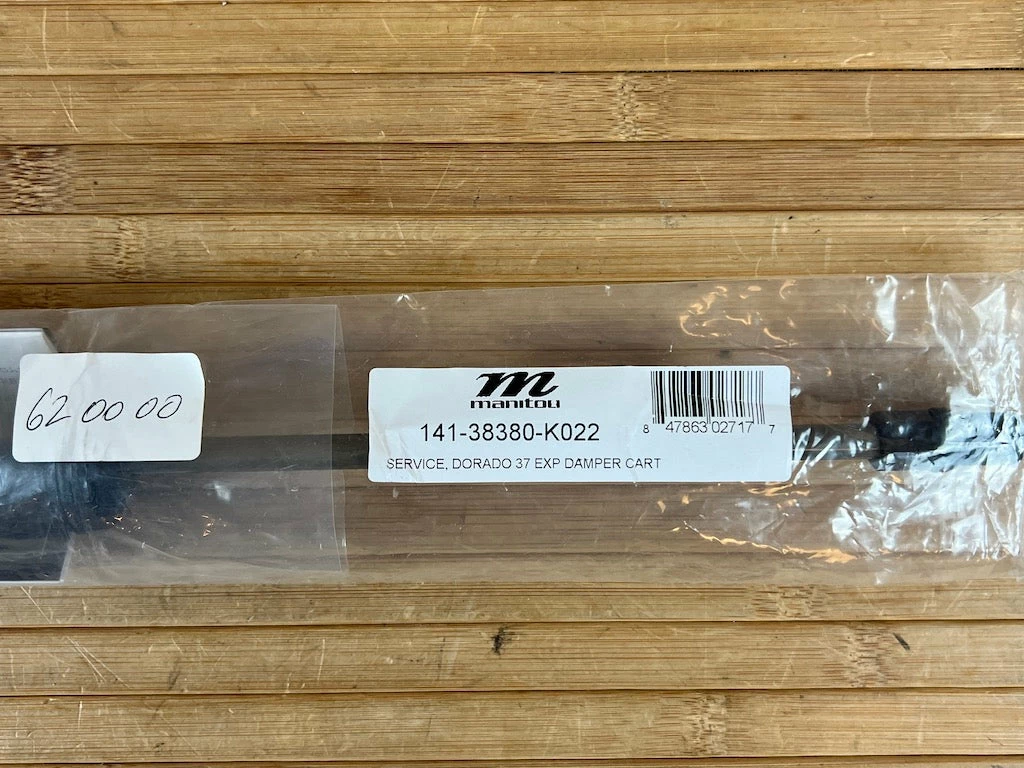 62 00 00
manitou
141-38380-K022
8 47863 02717 7
SERVICE, DORADO 37 EXP DAMPER CART